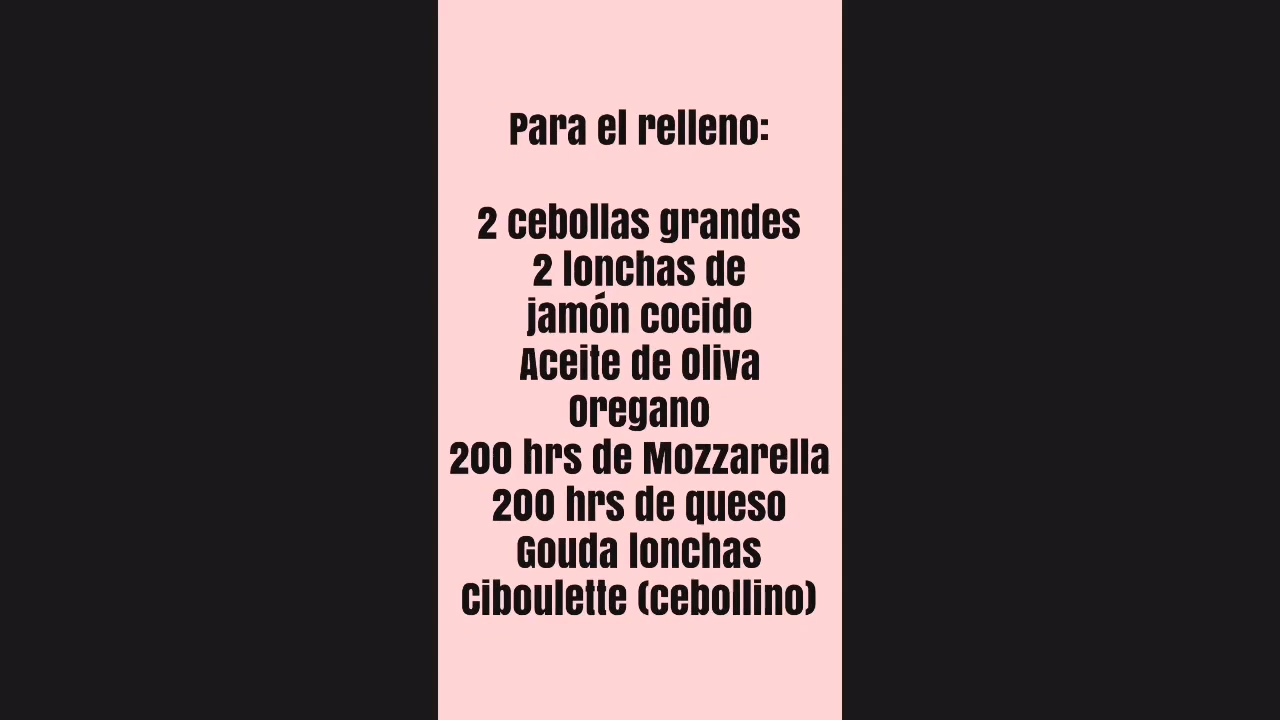 Para el relleno:
2 cebollas grandes
2 lonchas de
jamón cocido
Aceite de Oliva
Oregano
200 hrs de Mozzarella
200 hrs de queso
Gouda lonchas
Ciboulette (cebollino)